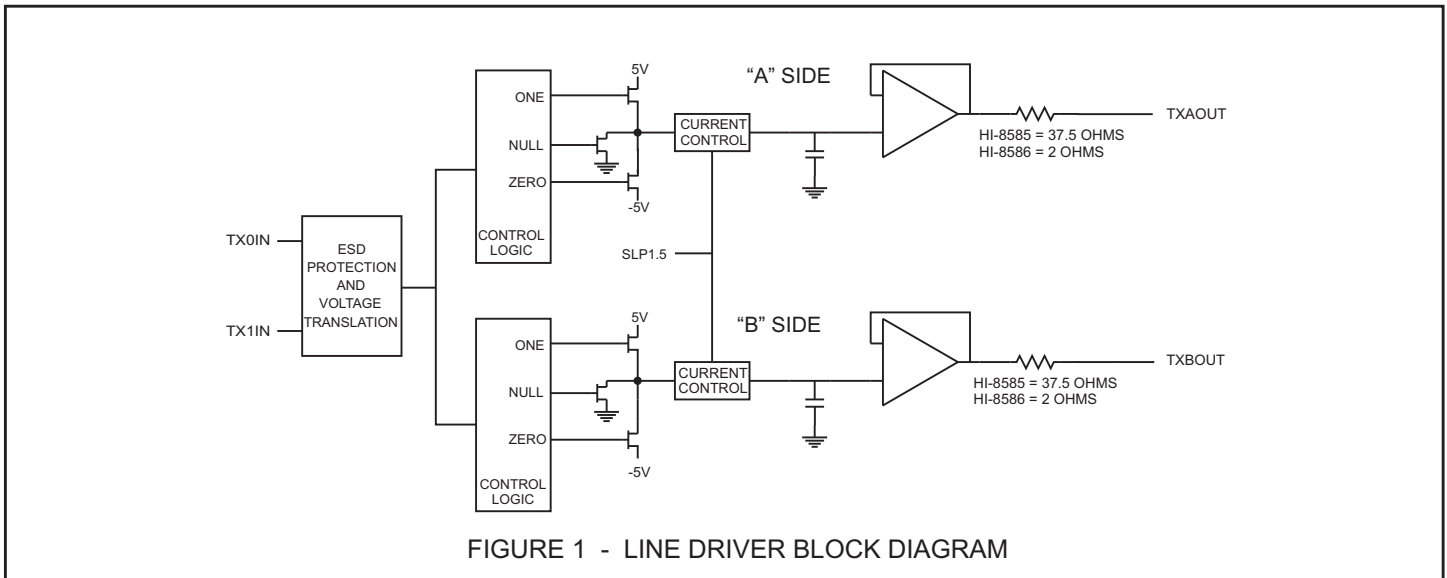 5V
"A" SIDE
ONE
NULL
ZERO
-5V
CONTROL
LOGIC
CURRENT
CONTROL
TXAOUT
HI-8585 = 37.5 OHMS
HI-8586 = 2 OHMS
TX0IN
TX1IN
ESD
PROTECTION
AND
VOLTAGE
TRANSLATION
SLP1.5
5V
"B" SIDE
ONE
NULL
ZERO
-5V
CONTROL
LOGIC
CURRENT
CONTROL
TXBOUT
HI-8585 = 37.5 OHMS
HI-8586 = 2 OHMS
FIGURE 1 - LINE DRIVER BLOCK DIAGRAM